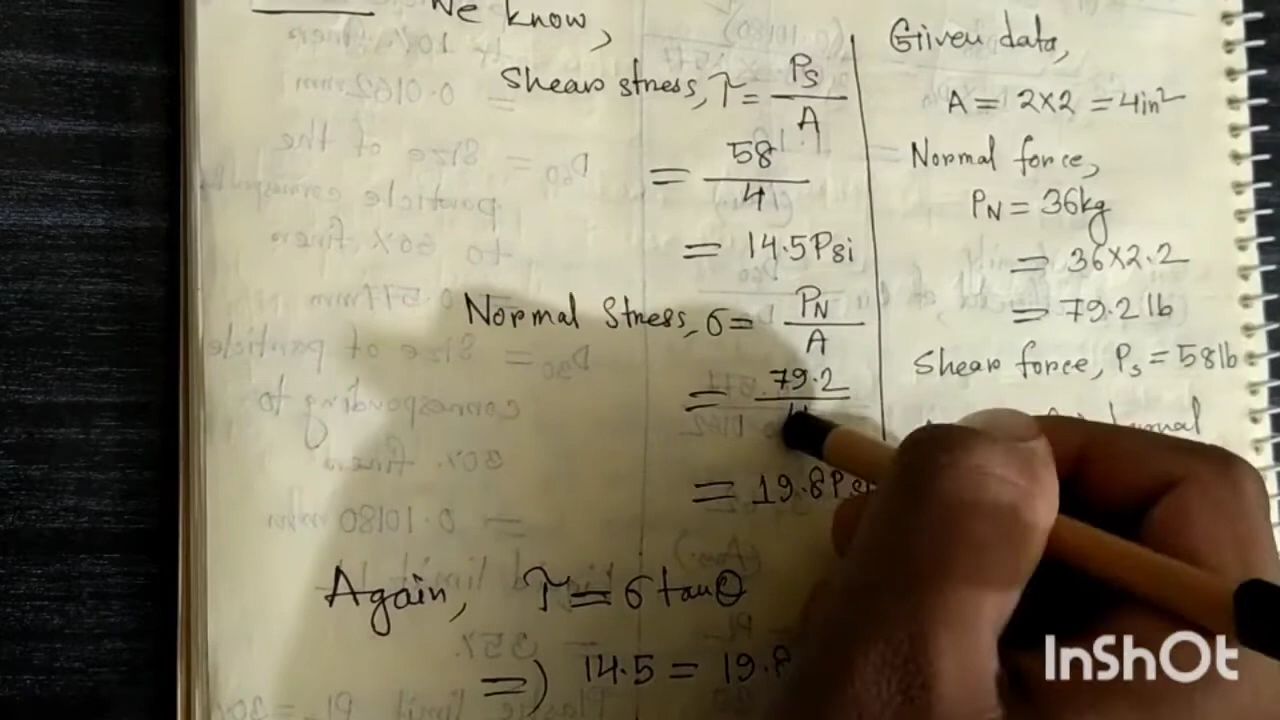 We know,
Shear stress, τ = Ps / A
= 58 / 4
= 14.5 Psi
Normal Stress, σ = PN / A
= 79.2 / 4
= 19.8 Psi
Again, τ = σ tanθ
=) 14.5 = 19.8
Given data,
A = 2×2 = 4in²
Normal force,
PN = 36kg
= 36×2.2
= 79.2 lb
Shear force, Ps = 58lb
InShOt